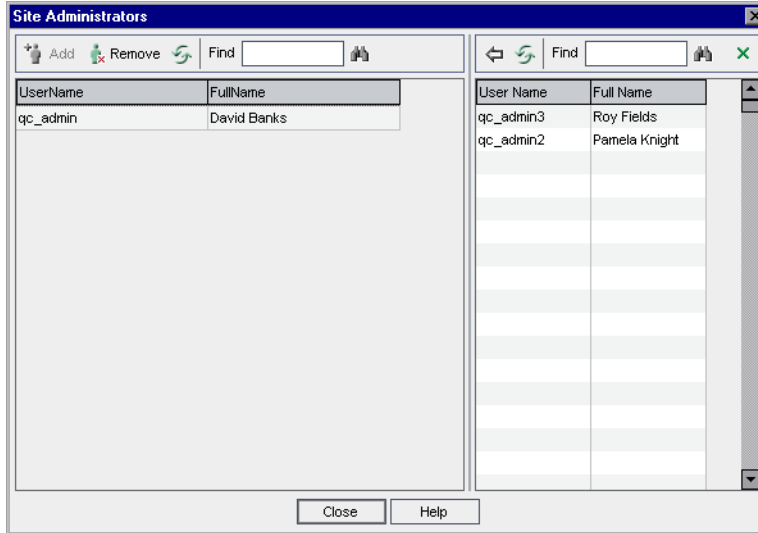 Site Administrators
Add Remove Find
Find
UserName FullName
qc_admin David Banks
User Name Full Name
qc_admin3 Roy Fields
qc_admin2 Pamela Knight
Close Help